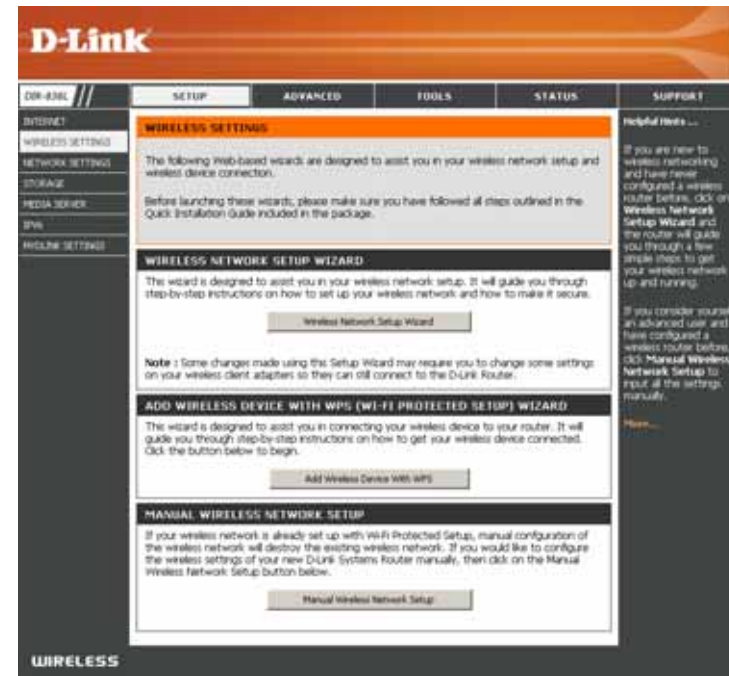 D-Link
DIR-836L
SETUP
ADVANCED
TOOLS
STATUS
SUPPORT
INTERNET
WIRELESS SETTINGS
NETWORK SETTINGS
STORAGE
MEDIA SERVER
IPV6
MYDLINK SETTINGS
WIRELESS SETTINGS
The following Web-based wizards are designed to assist you in your wireless network setup and
wireless device connection.
Before launching these wizards, please make sure you have followed all steps outlined in the
Quick Installation Guide included in the package.
WIRELESS NETWORK SETUP WIZARD
This wizard is designed to assist you in your wireless network setup. It will guide you through
step-by-step instructions on how to set up your wireless network and how to make it secure.
Wireless Network Setup Wizard
Note : Some changes made using this Setup Wizard may require you to change some settings
on your wireless client adapters so they can still connect to the D-Link Router.
ADD WIRELESS DEVICE WITH WPS (WI-FI PROTECTED SETUP) WIZARD
This wizard is designed to assist you in connecting your wireless device to your router. It will
guide you through step-by-step instructions on how to get your wireless device connected.
Click the button below to begin.
Add Wireless Device With WPS
MANUAL WIRELESS NETWORK SETUP
If your wireless network is already set up with Wi-Fi Protected Setup, manual configuration of
the wireless network will destroy the existing wireless network. If you would like to configure
the wireless settings of your new D-Link Systems Router manually, then click on the Manual
Wireless Network Setup button below.
Manual Wireless Network Setup
Helpful Hints ...
If you are new to
wireless networking
and have never
configured a wireless
router before, click on
Wireless Network
Setup Wizard and
the router will guide
you through a few
simple steps to get
your wireless network
up and running.
If you consider yourself
an advanced user and
have configured a
wireless router before,
click Manual Wireless
Network Setup to
input all the settings
manually.
More...
WIRELESS